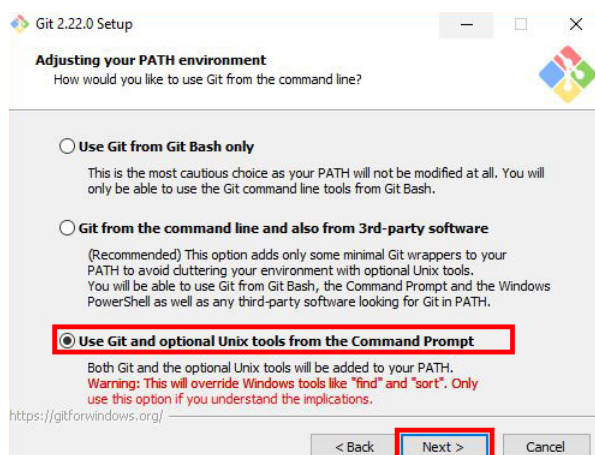 Git 2.22.0 Setup
Adjusting your PATH environment
How would you like to use Git from the command line?
Use Git from Git Bash only
This is the most cautious choice as your PATH will not be modified at all. You will
only be able to use the Git command line tools from Git Bash.
Git from the command line and also from 3rd-party software
(Recommended) This option adds only some minimal Git wrappers to your
PATH to avoid cluttering your environment with optional Unix tools.
You will be able to use Git from Git Bash, the Command Prompt and the Windows
PowerShell as well as any third-party software looking for Git in PATH.
Use Git and optional Unix tools from the Command Prompt
Both Git and the optional Unix tools will be added to your PATH.
Warning: This will override Windows tools like "find" and "sort". Only
use this option if you understand the implications.
https://gitforwindows.org/
< Back Next > Cancel